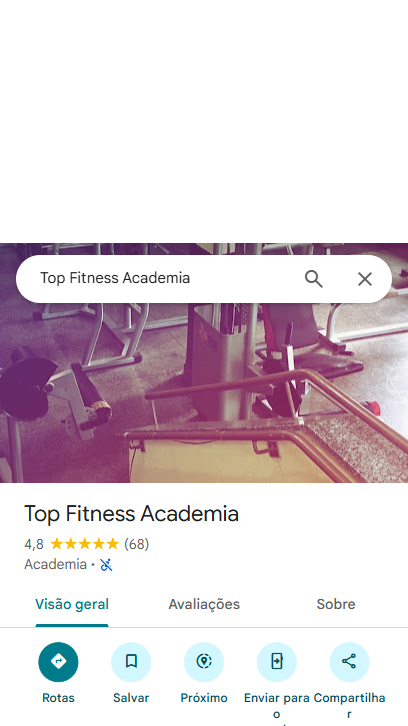 Top Fitness Academia
Top Fitness Academia
4,8 (68)
Academia ·
Visão geral Avaliações Sobre
Rotas Salvar Próximo Enviar para o Compartilhar